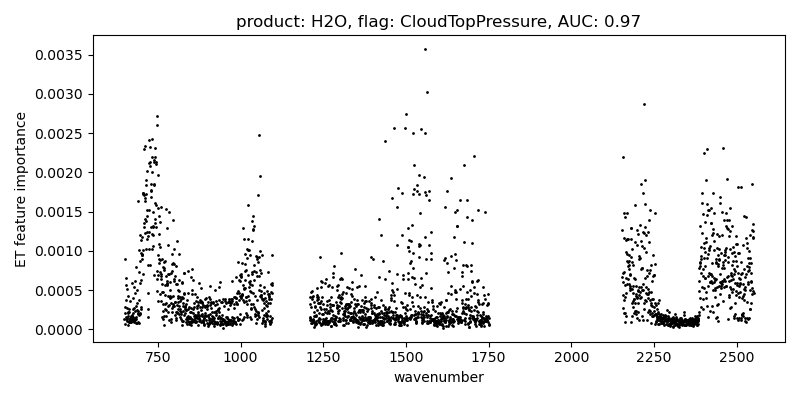 product: H2O, flag: CloudTopPressure, AUC: 0.97
ET feature importance
0.0035
0.0030
0.0025
0.0020
0.0015
0.0010
0.0005
0.0000
750 1000 1250 1500 1750 2000 2250 2500
wavenumber